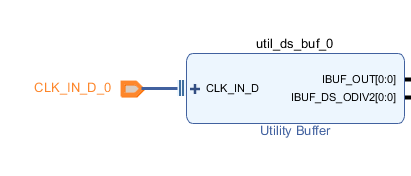 util_ds_buf_0
CLK_IN_D_0
CLK_IN_D
IBUF_OUT[0:0]
IBUF_DS_ODIV2[0:0]
Utility Buffer